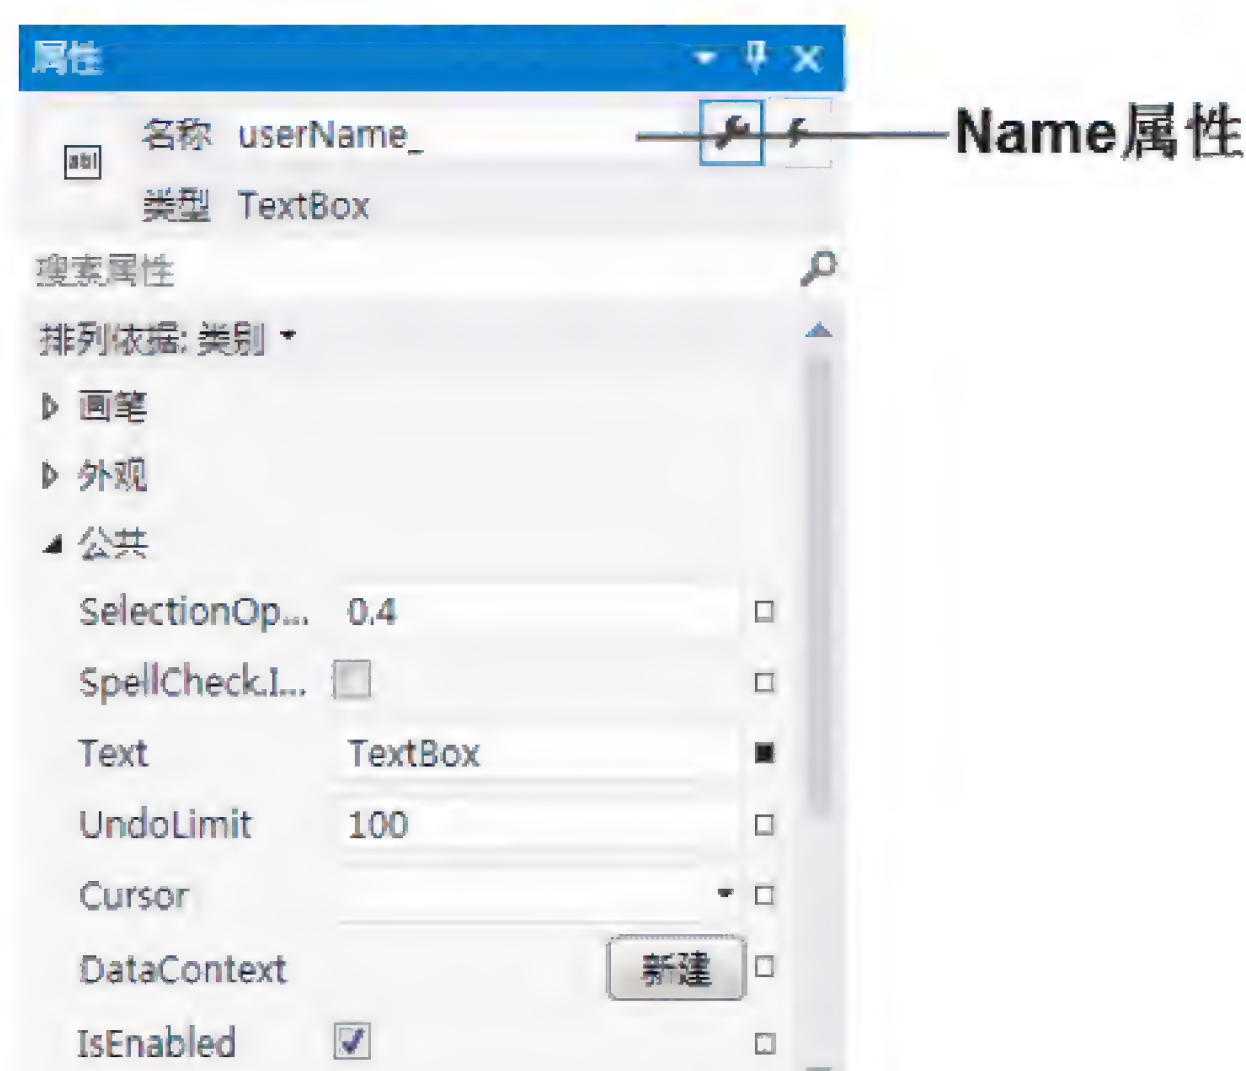 属性
名称 userName_
Name属性
abl
类型 TextBox
搜索属性
排列依据: 类别
画笔
外观
公共
SelectionOp... 0.4
SpellCheck.I...
Text TextBox
UndoLimit 100
Cursor
DataContext 新建
IsEnabled